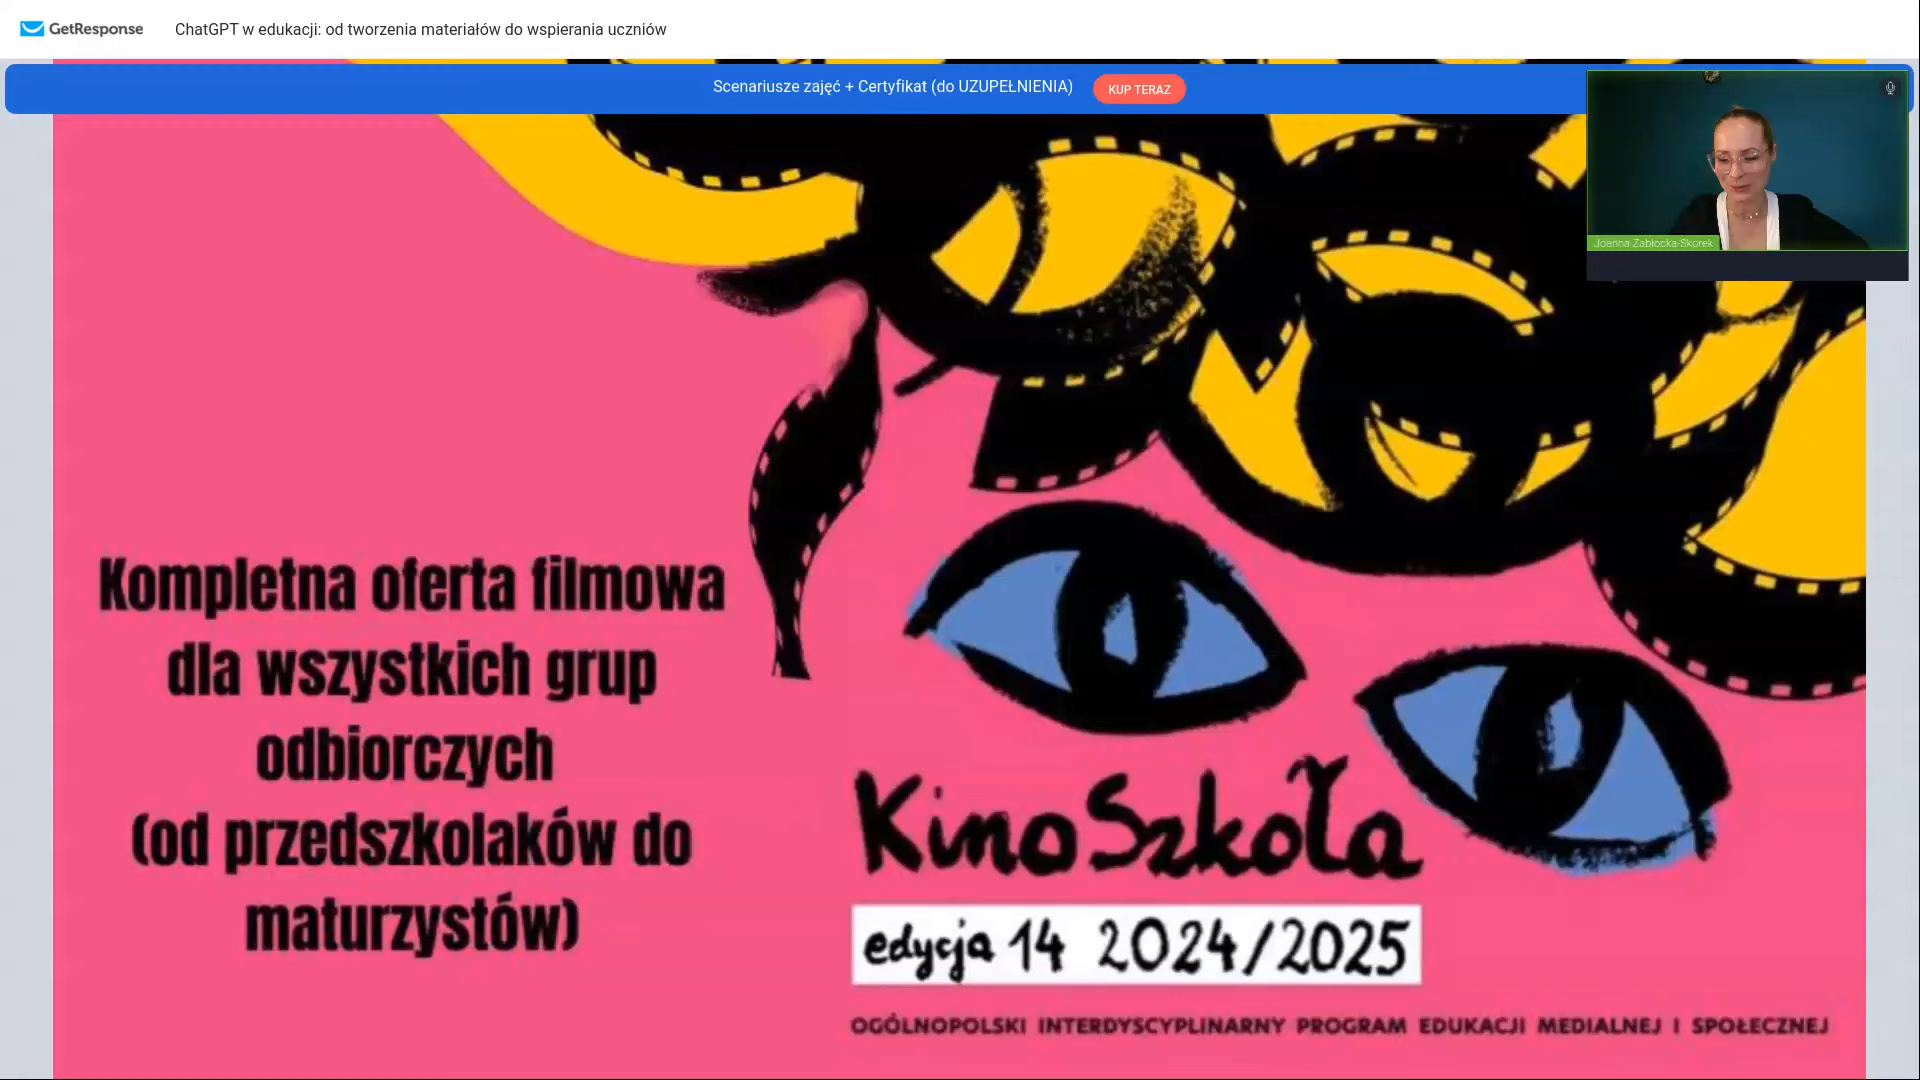 GetResponse
ChatGPT w edukacji: od tworzenia materiałów do wspierania uczniów
Scenariusze zajęć + Certyfikat (do UZUPEŁNIENIA)
KUP TERAZ
Joanna Zabłocka-Skorek
Kompletna oferta filmowa
dla wszystkich grup
odbiorczych
(od przedszkolaków do
maturzystów)
KinoSzkoła
edycja 14 2024/2025
OGÓLNOPOLSKI INTERDYSCYPLINARNY PROGRAM EDUKACJI MEDIALNEJ I SPOŁECZNEJ